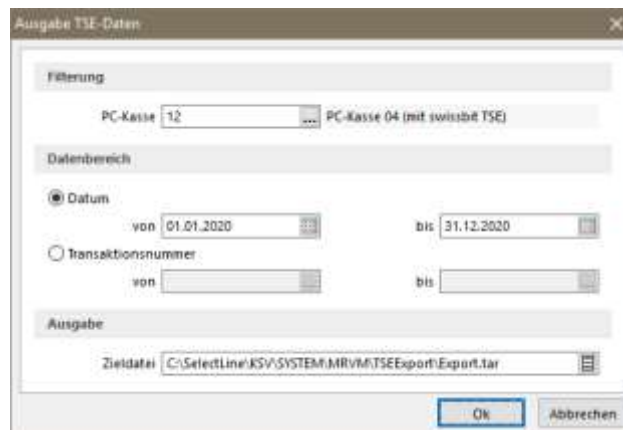 Ausgabe TSE-Daten
Filterung
PC-Kasse 12 ... PC-Kasse 04 (mit swissbit TSE)
Datenbereich
Datum
von 01.01.2020 bis 31.12.2020
Transaktionsnummer
von bis
Ausgabe
Zieldatei C:\SelectLine\KSV\SYSTEM\MRVM\TSEExport\Export.tar
Ok Abbrechen